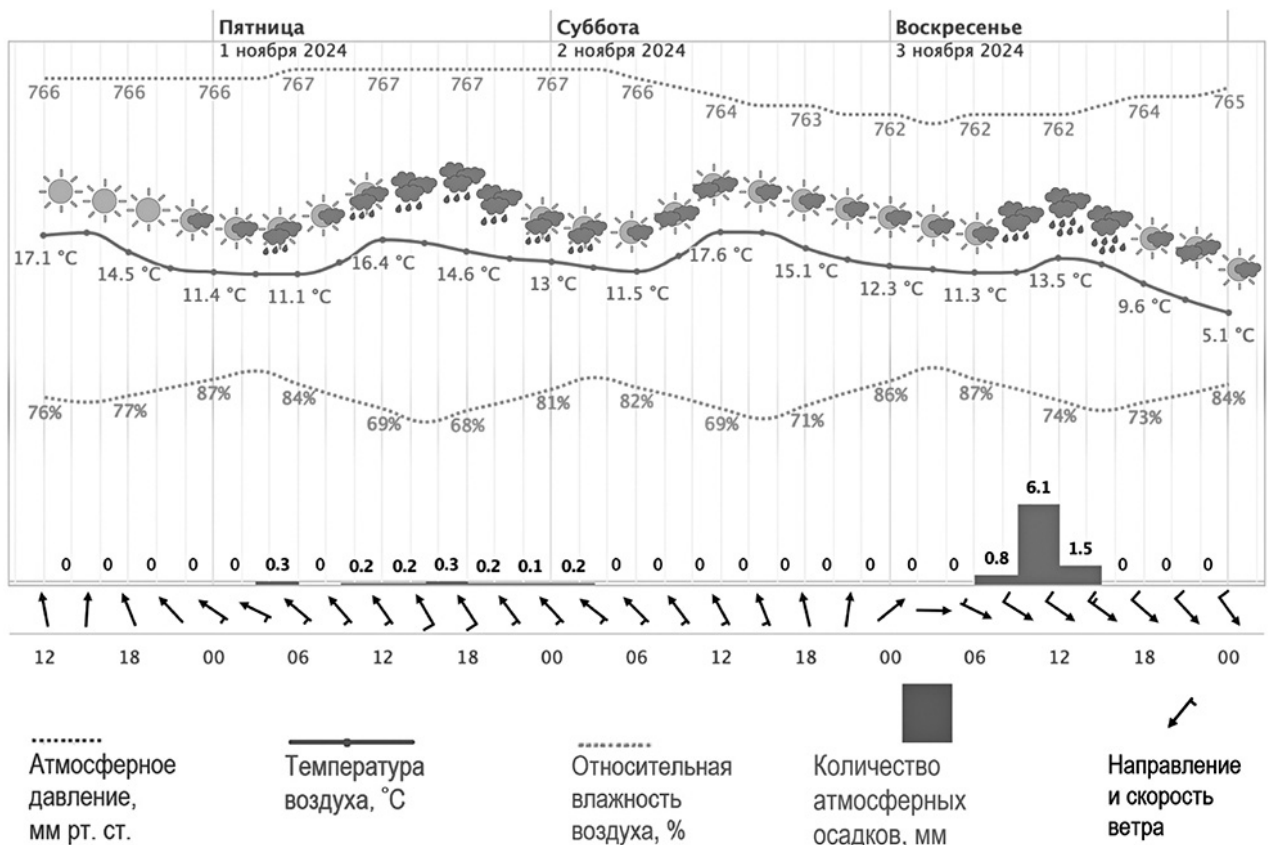 Пятница Суббота Воскресенье
1 ноября 2024 2 ноября 2024 3 ноября 2024
766 766 766 767 767 767 767 766 764 763 762 762 762 764 765
17.1 °C 14.5 °C 11.4 °C 11.1 °C 16.4 °C 14.6 °C 13 °C 11.5 °C 17.6 °C 15.1 °C 12.3 °C 11.3 °C 13.5 °C 9.6 °C 5.1 °C
76% 77% 87% 84% 69% 68% 81% 82% 69% 71% 86% 87% 74% 73% 84%
0 0 0 0 0 0.3 0 0.2 0.2 0.3 0.2 0.1 0.2 0 0 0 0 0 0 0 0 0 0.8 6.1 1.5 0 0 0
12 18 00 06 12 18 00 06 12 18 00 06 12 18 00
Атмосферное
давление,
мм рт. ст.
Температура
воздуха, °C
Относительная
влажность
воздуха, %
Количество
атмосферных
осадков, мм
Направление
и скорость
ветра